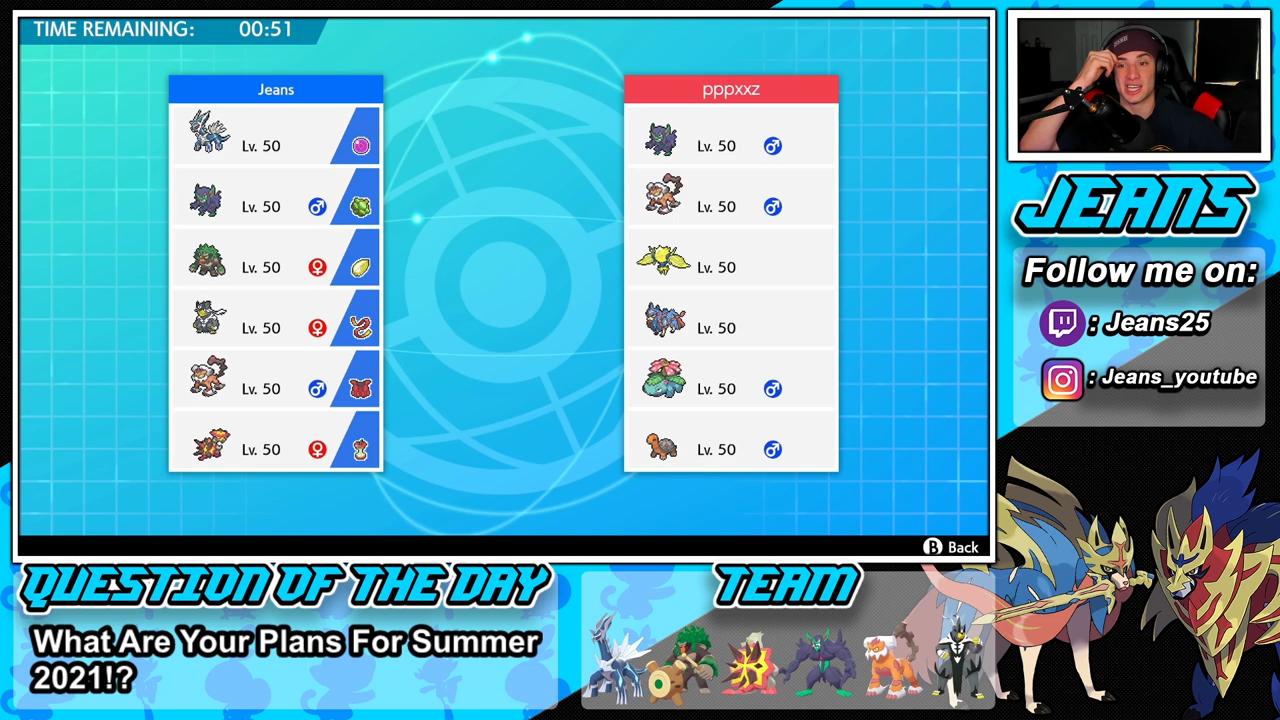 TIME REMAINING: 00:51
Jeans
Lv. 50
Lv. 50
Lv. 50
Lv. 50
Lv. 50
Lv. 50
pppxxz
Lv. 50
Lv. 50
Lv. 50
Lv. 50
Lv. 50
Lv. 50
B Back
JEANS
Follow me on:
: Jeans25
: Jeans_youtube
QUESTION OF THE DAY
What Are Your Plans For Summer
2021!?
TEAM